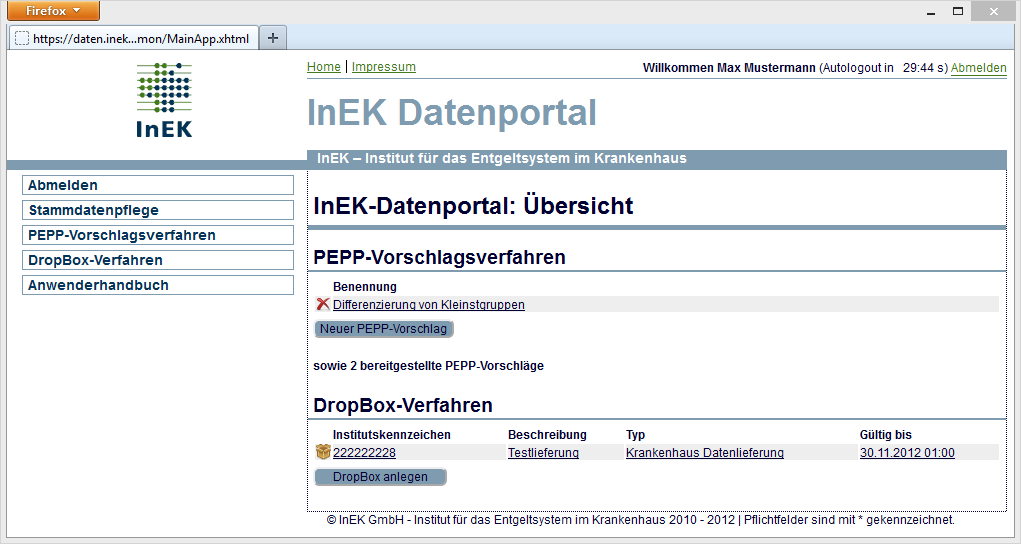 Firefox
https://daten.inek...mon/MainApp.xhtml
Home | Impressum
Willkommen Max Mustermann (Autologout in 29:44 s) Abmelden
InEK
InEK Datenportal
InEK – Institut für das Entgeltsystem im Krankenhaus
Abmelden
Stammdatenpflege
PEPP-Vorschlagsverfahren
DropBox-Verfahren
Anwenderhandbuch
InEK-Datenportal: Übersicht
PEPP-Vorschlagsverfahren
Benennung
Differenzierung von Kleinstgruppen
Neuer PEPP-Vorschlag
sowie 2 bereitgestellte PEPP-Vorschläge
DropBox-Verfahren
Institutskennzeichen Beschreibung Typ Gültig bis
222222228 Testlieferung Krankenhaus Datenlieferung 30.11.2012 01:00
DropBox anlegen
© InEK GmbH - Institut für das Entgeltsystem im Krankenhaus 2010 - 2012 | Pflichtfelder sind mit * gekennzeichnet.